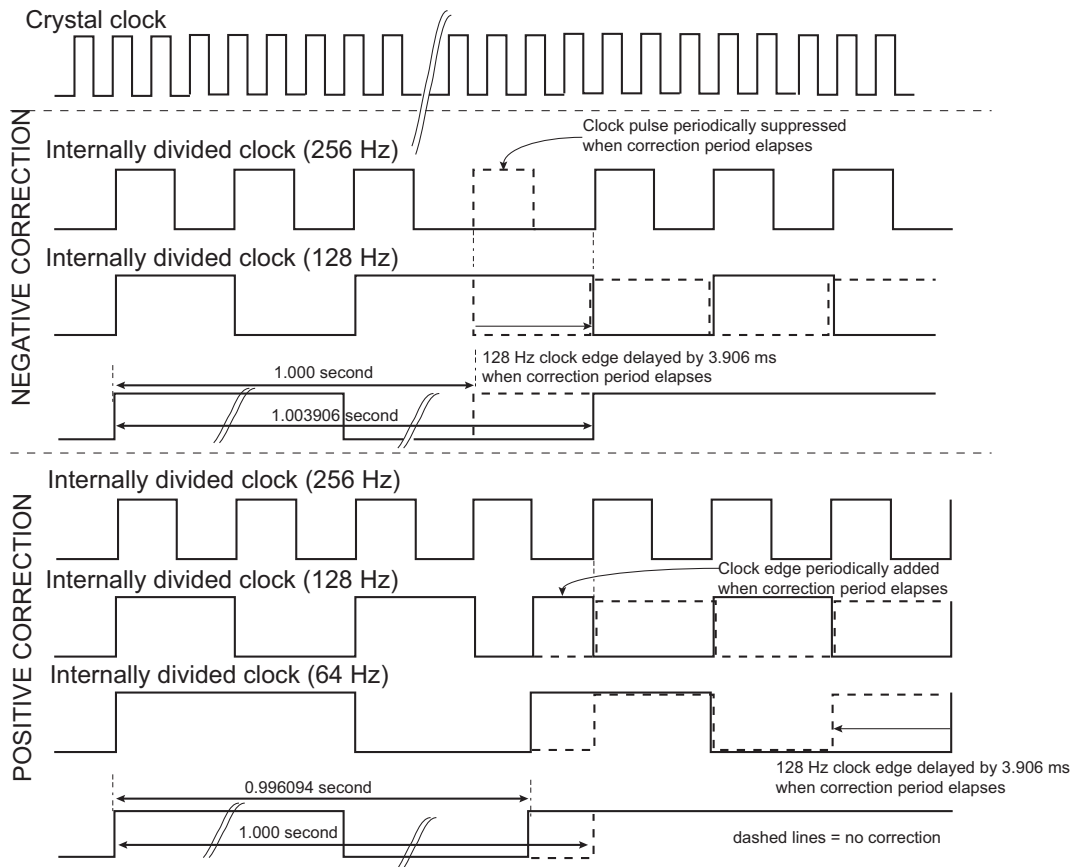 Crystal clock
NEGATIVE CORRECTION
Internally divided clock (256 Hz)
Clock pulse periodically suppressed
when correction period elapses
Internally divided clock (128 Hz)
128 Hz clock edge delayed by 3.906 ms
when correction period elapses
1.000 second
1.003906 second
POSITIVE CORRECTION
Internally divided clock (256 Hz)
Internally divided clock (128 Hz)
Clock edge periodically added
when correction period elapses
Internally divided clock (64 Hz)
128 Hz clock edge delayed by 3.906 ms
when correction period elapses
0.996094 second
1.000 second
dashed lines = no correction